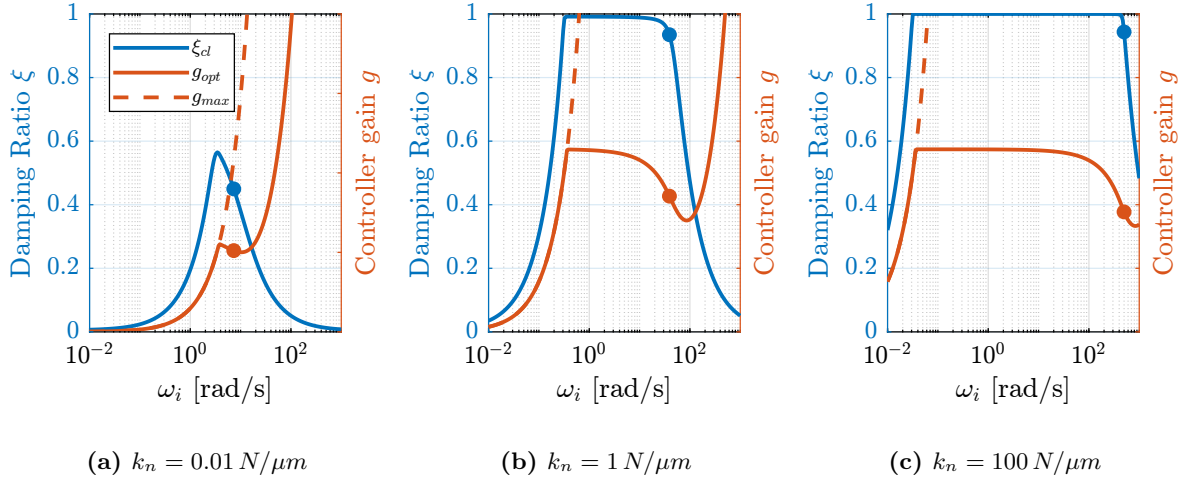 1
0.8
0.6
0.4
0.2
0
Damping Ratio ξ
ξ_cl
g_opt
g_max
Controller gain g
10^−2 10^0 10^2
ω_i [rad/s]
(a) k_n = 0.01 N/μm
1
0.8
0.6
0.4
0.2
0
Damping Ratio ξ
Controller gain g
10^−2 10^0 10^2
ω_i [rad/s]
(b) k_n = 1 N/μm
1
0.8
0.6
0.4
0.2
0
Damping Ratio ξ
Controller gain g
10^−2 10^0 10^2
ω_i [rad/s]
(c) k_n = 100 N/μm